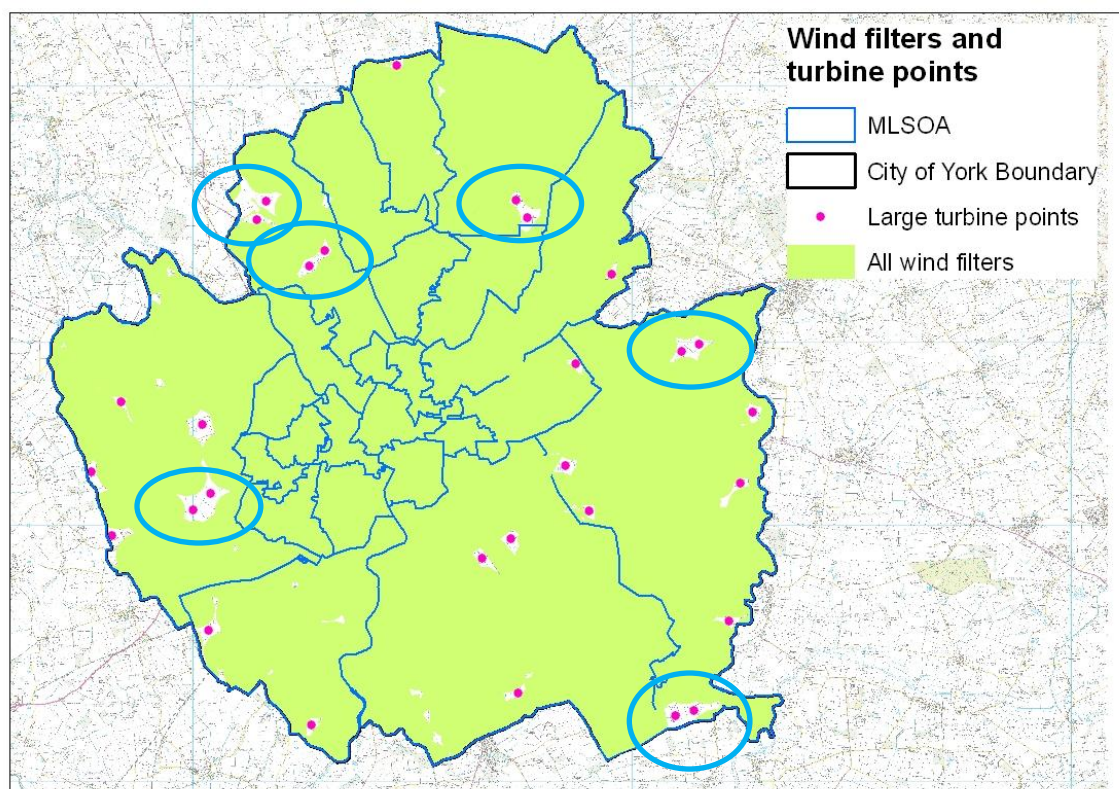 Wind filters and
turbine points
MLSOA
City of York Boundary
Large turbine points
All wind filters